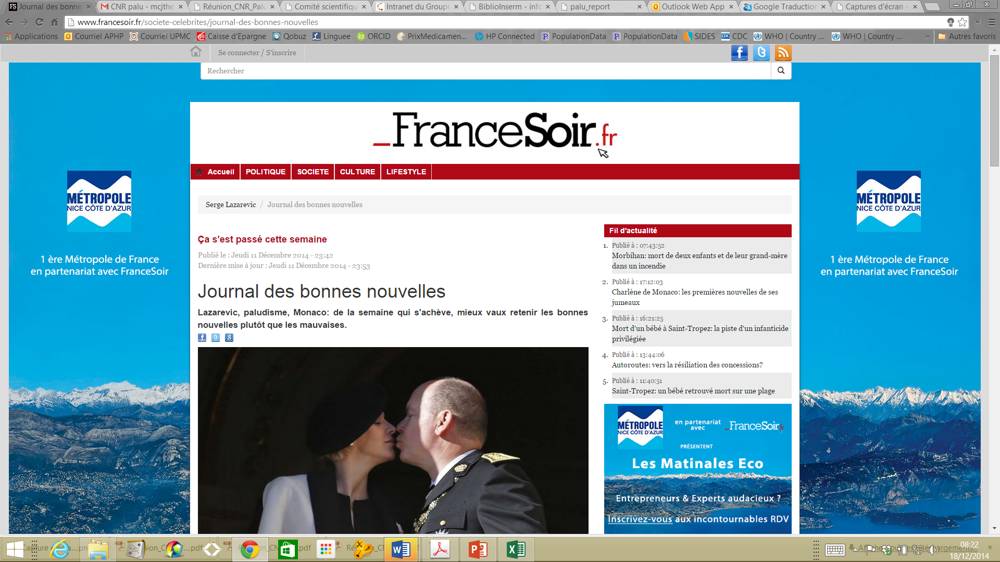 Journal des bonne
CNR palu - mcjthe
Réunion_CNR_Palu
Comité scientifiqu
Intranet du Groupe
BiblioInserm - info
palu_report
Outlook Web App
Google Traduction
Captures d'écran -
www.francesoir.fr/societe-celebrites/journal-des-bonnes-nouvelles
Applications
Courriel APHP
Courriel UPMC
Caisse d'Epargne
Qobuz
Linguee
ORCID
PrixMedicamen...
HP Connected
PopulationData
PopulationData
SIDES
CDC
WHO | Country ...
WHO | Country ...
»
Autres favoris
Se connecter / S'inscrire
Rechercher
_FranceSoir.fr
Accueil
POLITIQUE
SOCIETE
CULTURE
LIFESTYLE
Serge Lazarevic / Journal des bonnes nouvelles
MÉTROPOLE
NICE CÔTE D'AZUR
1 ère Métropole de France
en partenariat avec FranceSoir
Ça s'est passé cette semaine
Publié le : Jeudi 11 Décembre 2014 - 23:42
Dernière mise à jour : Jeudi 11 Décembre 2014 - 23:53
Journal des bonnes nouvelles
Lazarevic, paludisme, Monaco: de la semaine qui s'achève, mieux vaux retenir les bonnes
nouvelles plutôt que les mauvaises.
Fil d'actualité
1. Publié à : 07:43:52
Morbihan: mort de deux enfants et de leur grand-mère
dans un incendie
2. Publié à : 17:12:03
Charlène de Monaco: les premières nouvelles de ses
jumeaux
3. Publié à : 16:21:25
Mort d'un bébé à Saint-Tropez: la piste d'un infanticide
privilégiée
4. Publié à : 13:44:06
Autoroutes: vers la résiliation des concessions?
5. Publié à : 11:40:51
Saint-Tropez: un bébé retrouvé mort sur une plage
MÉTROPOLE
NICE CÔTE D'AZUR
en partenariat
avec
_FranceSoir.fr
PRÉSENTENT
Les Matinales Eco
Entrepreneurs & Experts audacieux ?
Inscrivez-vous aux incontournables RDV
MÉTROPOLE
NICE CÔTE D'AZUR
1 ère Métropole de France
en partenariat avec FranceSoir
08:22
18/12/2014